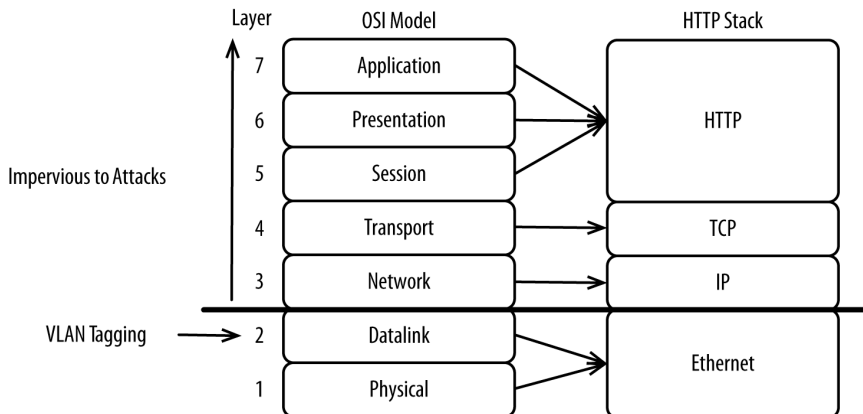 Layer OSI Model HTTP Stack
7 Application
6 Presentation HTTP
Impervious to Attacks 5 Session
4 Transport TCP
3 Network IP
VLAN Tagging 2 Datalink
Ethernet
1 Physical